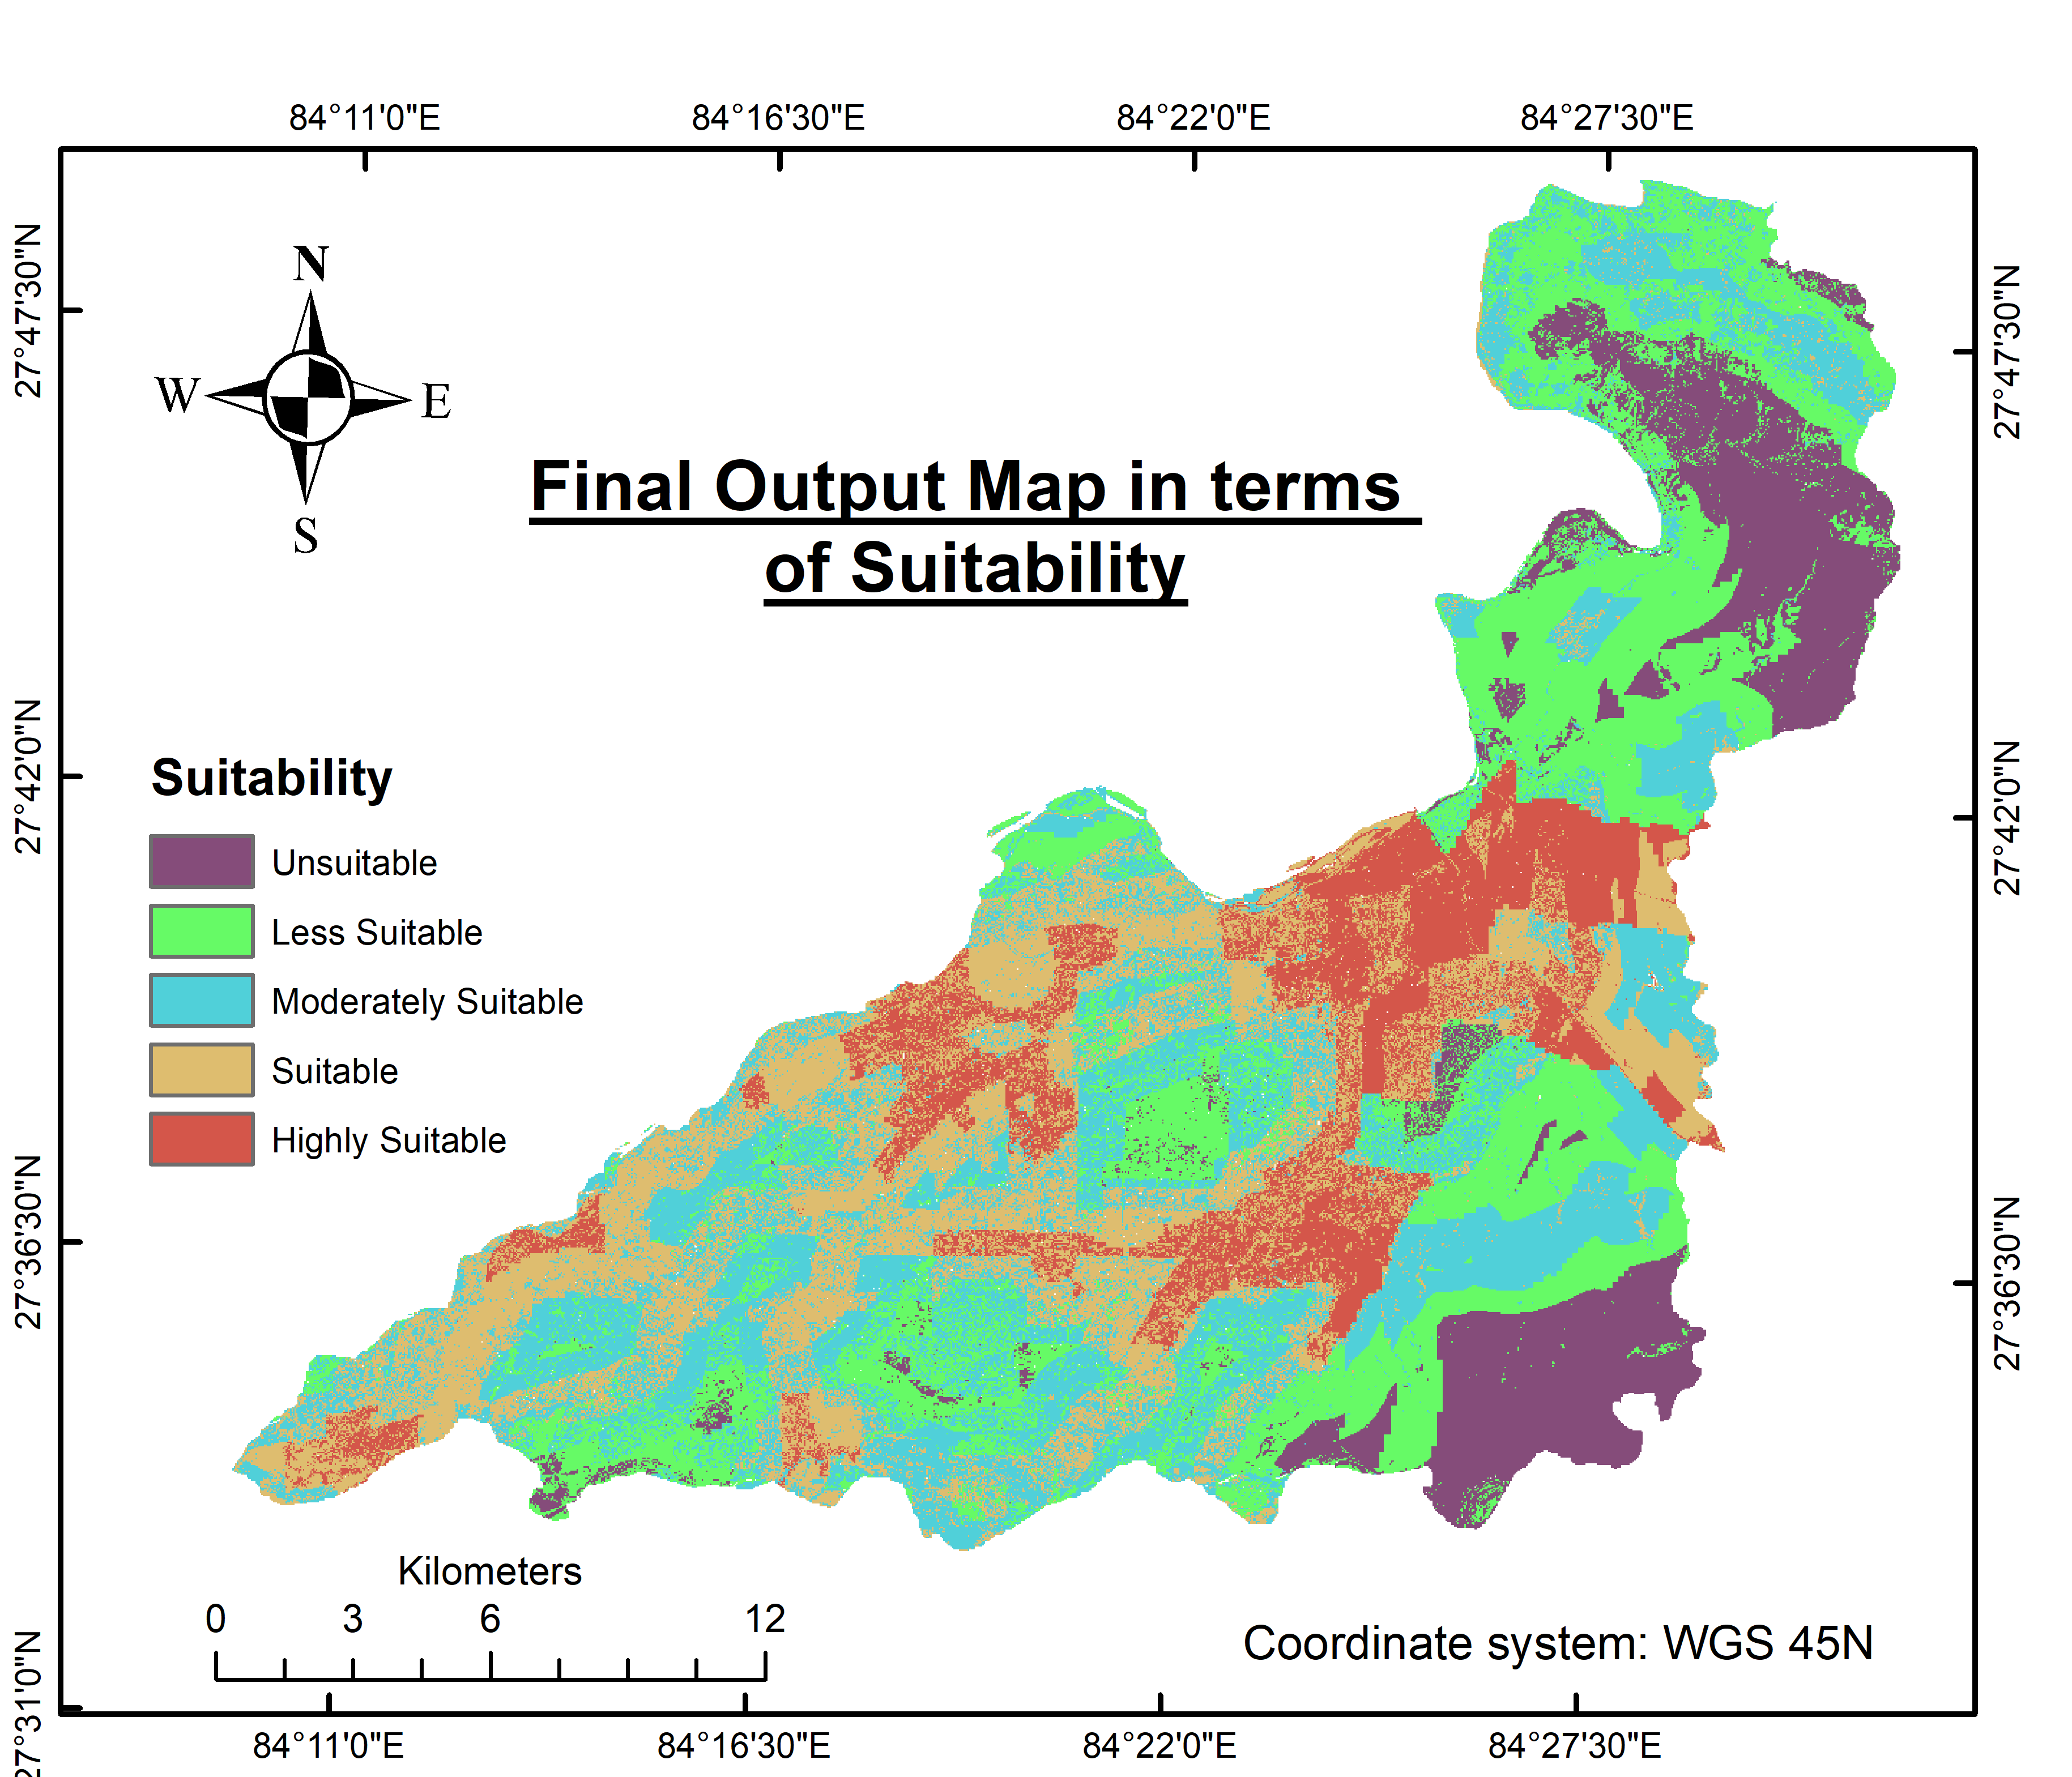 84°11'0"E
84°16'30"E
84°22'0"E
84°27'30"E
27°47'30"N
27°47'30"N
N
W
E
S
Final Output Map in terms
of Suitability
27°42'0"N
27°42'0"N
Suitability
Unsuitable
Less Suitable
Moderately Suitable
Suitable
Highly Suitable
27°36'30"N
27°36'30"N
Kilometers
0 3 6 12
Coordinate system: WGS 45N
27°31'0"N
84°11'0"E
84°16'30"E
84°22'0"E
84°27'30"E